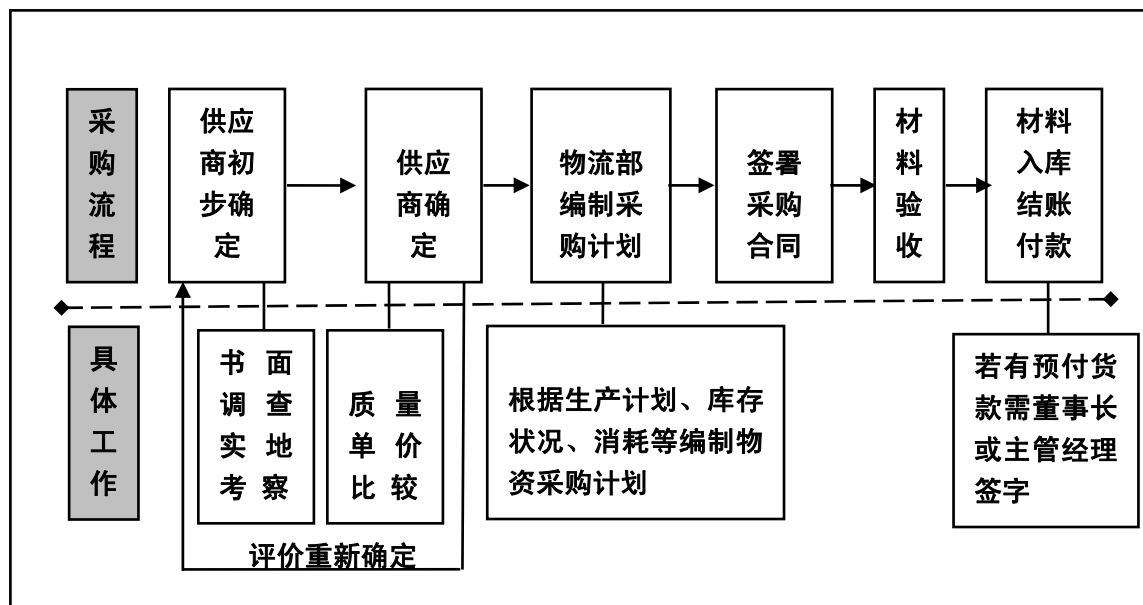 采
购
流
程
供应
商初
步确
定
供应
商确
定
物流部
编制采
购计划
签署
采购
合同
材
料
验
收
材料
入库
结账
付款
具
体
工
作
书 面
调 查
实 地
考 察
质 量
单 价
比 较
根据生产计划、库存
状况、消耗等编制物
资采购计划
若有预付货
款需董事长
或主管经理
签字
评价重新确定